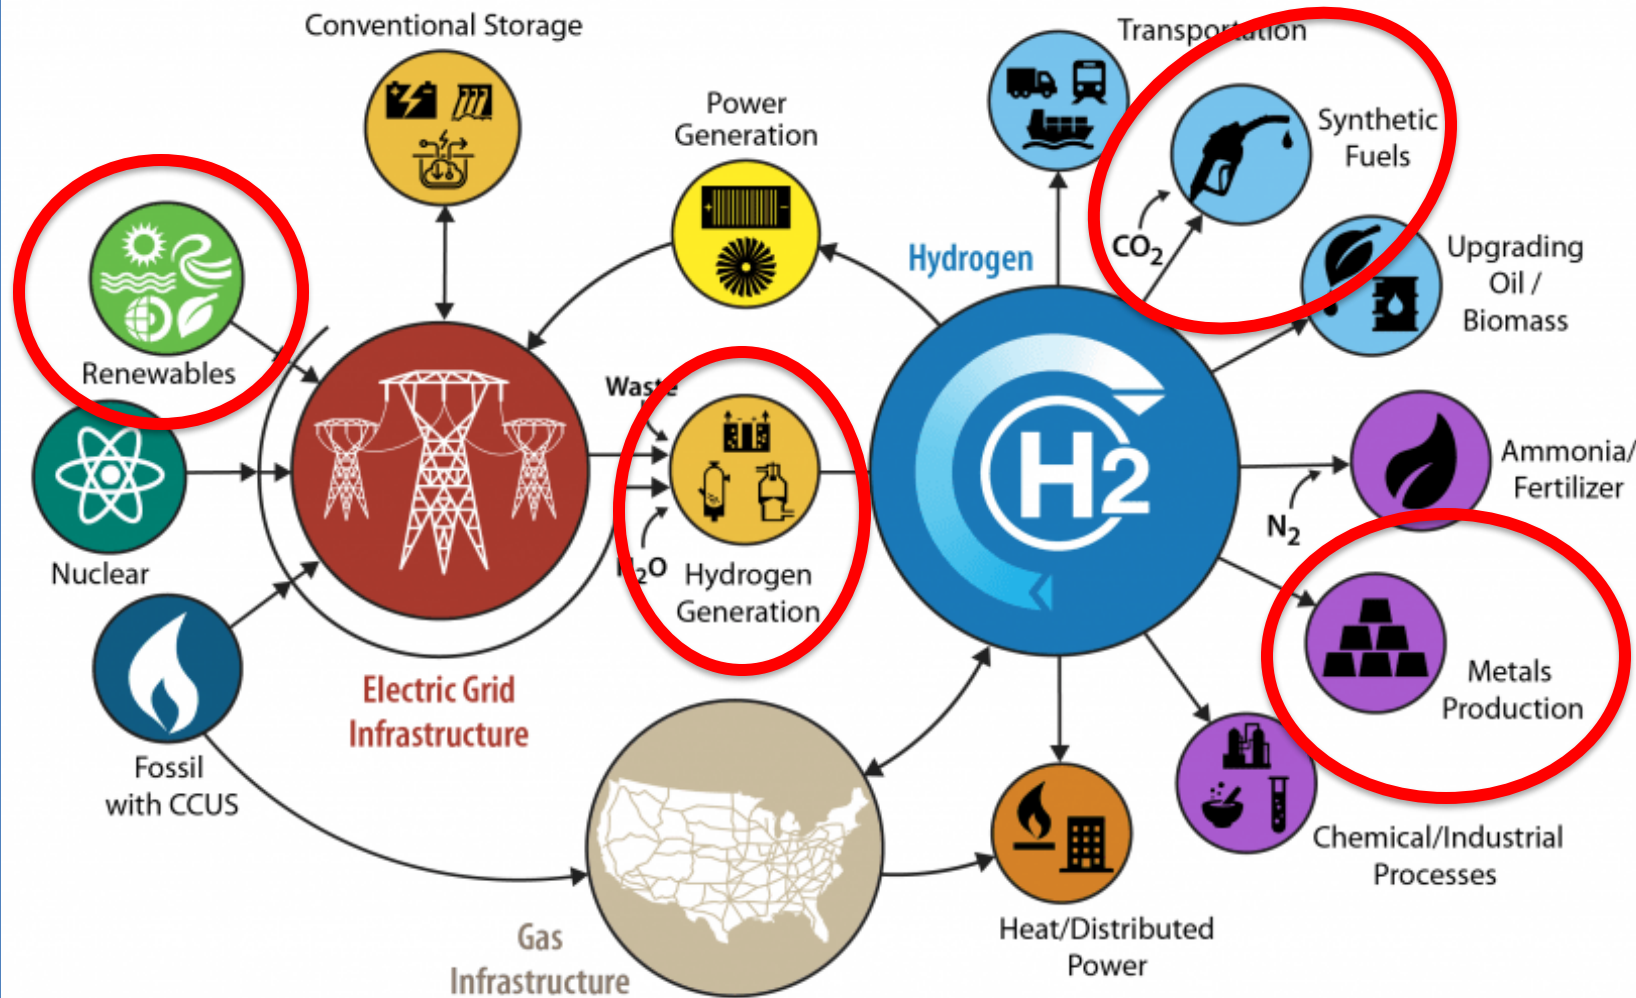 Conventional Storage
Transportation
Power
Generation
Synthetic
Fuels
CO2
Hydrogen
Upgrading
Oil /
Biomass
Renewables
Waste
H2
Ammonia/
Fertilizer
N2
Nuclear
H2O
Hydrogen
Generation
Electric Grid
Infrastructure
Metals
Production
Fossil
with CCUS
Chemical/Industrial
Processes
Gas
Infrastructure
Heat/Distributed
Power